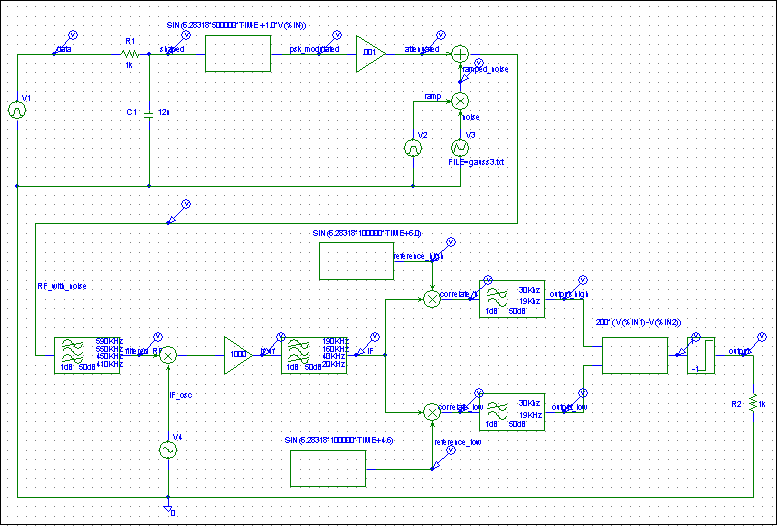 SIN(6.28318*500000*TIME+1.0*V(%IN))
V
V
V
V
data
R1
1k
shaped
psk_modulated
.001
attenuated
V
ramped_noise
V1
C1
12n
ramp
noise
V2
V3
FILE=gauss3.txt
V
SIN(6.28318*100000*TIME+6.0)
V
reference_high
RF_with_noise
V
V
correlate_hi
30Khz
19Khz
1dB
50dB
output_high
200*(V(%IN1)-V(%IN2))
590KHz
550KHz
450KHz
410KHz
1dB
50dB
V
filtered_RF
1000
V
190KHz
160KHz
40KHz
20KHz
1dB
50dB
V
IF
V
-1
V
output
IF_osc
V4
V
V
correlate_low
30Khz
19KHz
1dB
50dB
output_low
R2
1k
SIN(6.28318*100000*TIME+4.6)
reference_low
V
0